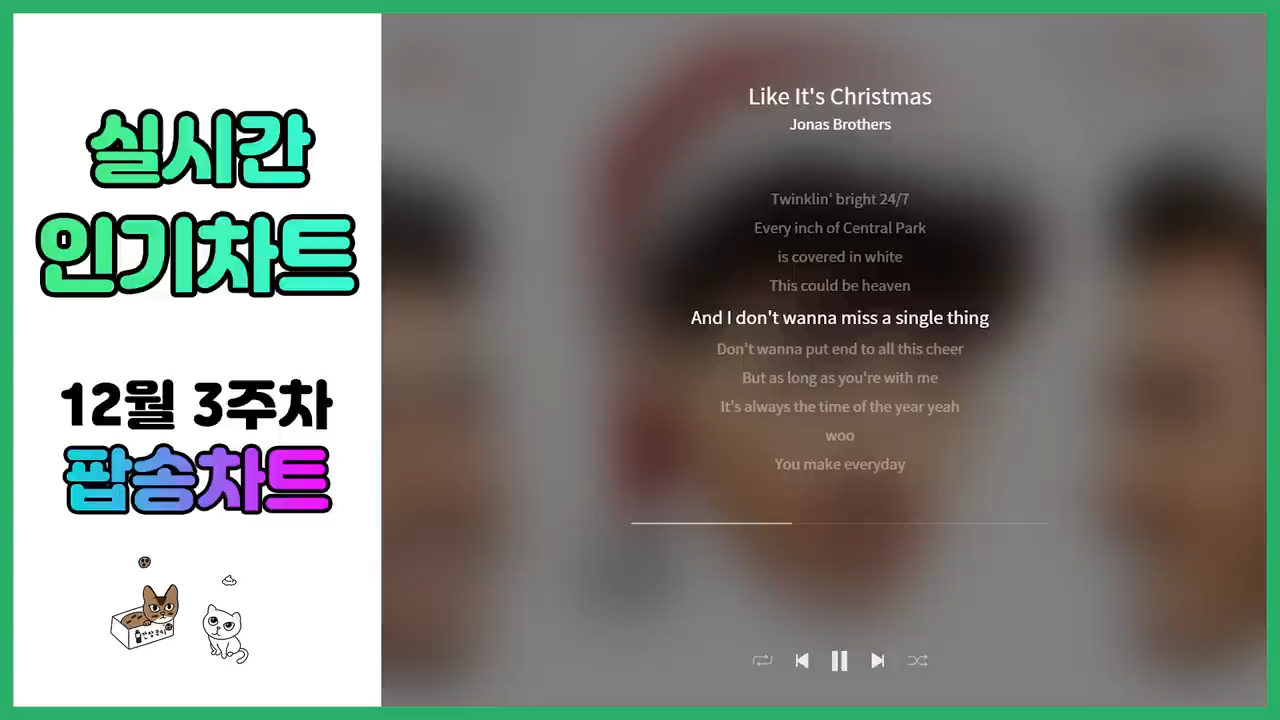 실시간
인기차트
12월 3주차
팝송차트
Like It's Christmas
Jonas Brothers
Twinklin' bright 24/7
Every inch of Central Park
is covered in white
This could be heaven
And I don't wanna miss a single thing
Don't wanna put end to all this cheer
But as long as you're with me
It's always the time of the year yeah
woo
You make everyday